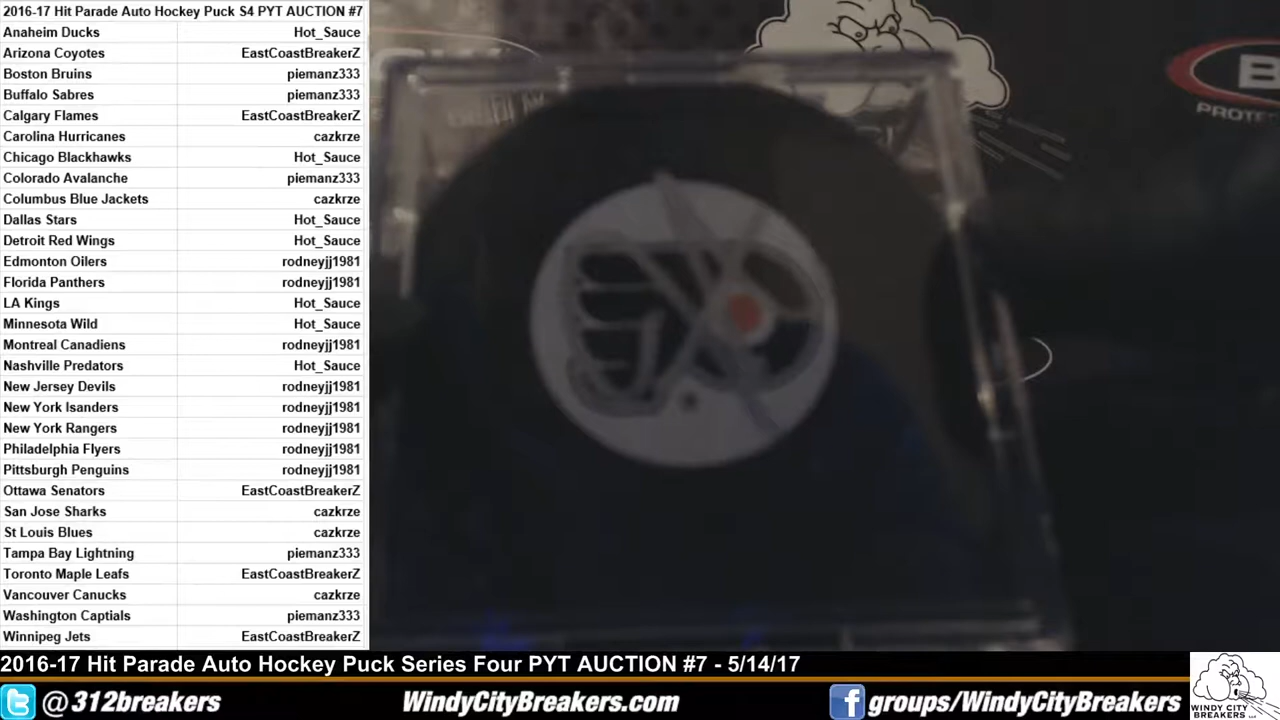 2016-17 Hit Parade Auto Hockey Puck S4 PYT AUCTION #7
Anaheim Ducks Hot_Sauce
Arizona Coyotes EastCoastBreakerZ
Boston Bruins piemanz333
Buffalo Sabres piemanz333
Calgary Flames EastCoastBreakerZ
Carolina Hurricanes cazkrze
Chicago Blackhawks Hot_Sauce
Colorado Avalanche piemanz333
Columbus Blue Jackets cazkrze
Dallas Stars Hot_Sauce
Detroit Red Wings Hot_Sauce
Edmonton Oilers rodneyjj1981
Florida Panthers rodneyjj1981
LA Kings Hot_Sauce
Minnesota Wild Hot_Sauce
Montreal Canadiens rodneyjj1981
Nashville Predators Hot_Sauce
New Jersey Devils rodneyjj1981
New York Isanders rodneyjj1981
New York Rangers rodneyjj1981
Philadelphia Flyers rodneyjj1981
Pittsburgh Penguins rodneyjj1981
Ottawa Senators EastCoastBreakerZ
San Jose Sharks cazkrze
St Louis Blues cazkrze
Tampa Bay Lightning piemanz333
Toronto Maple Leafs EastCoastBreakerZ
Vancouver Canucks cazkrze
Washington Captials piemanz333
Winnipeg Jets EastCoastBreakerZ
B
PROTE
2016-17 Hit Parade Auto Hockey Puck Series Four PYT AUCTION #7 - 5/14/17
@312breakers WindyCityBreakers.com groups/WindyCityBreakers
WINDY CITY
BREAKERS LLC